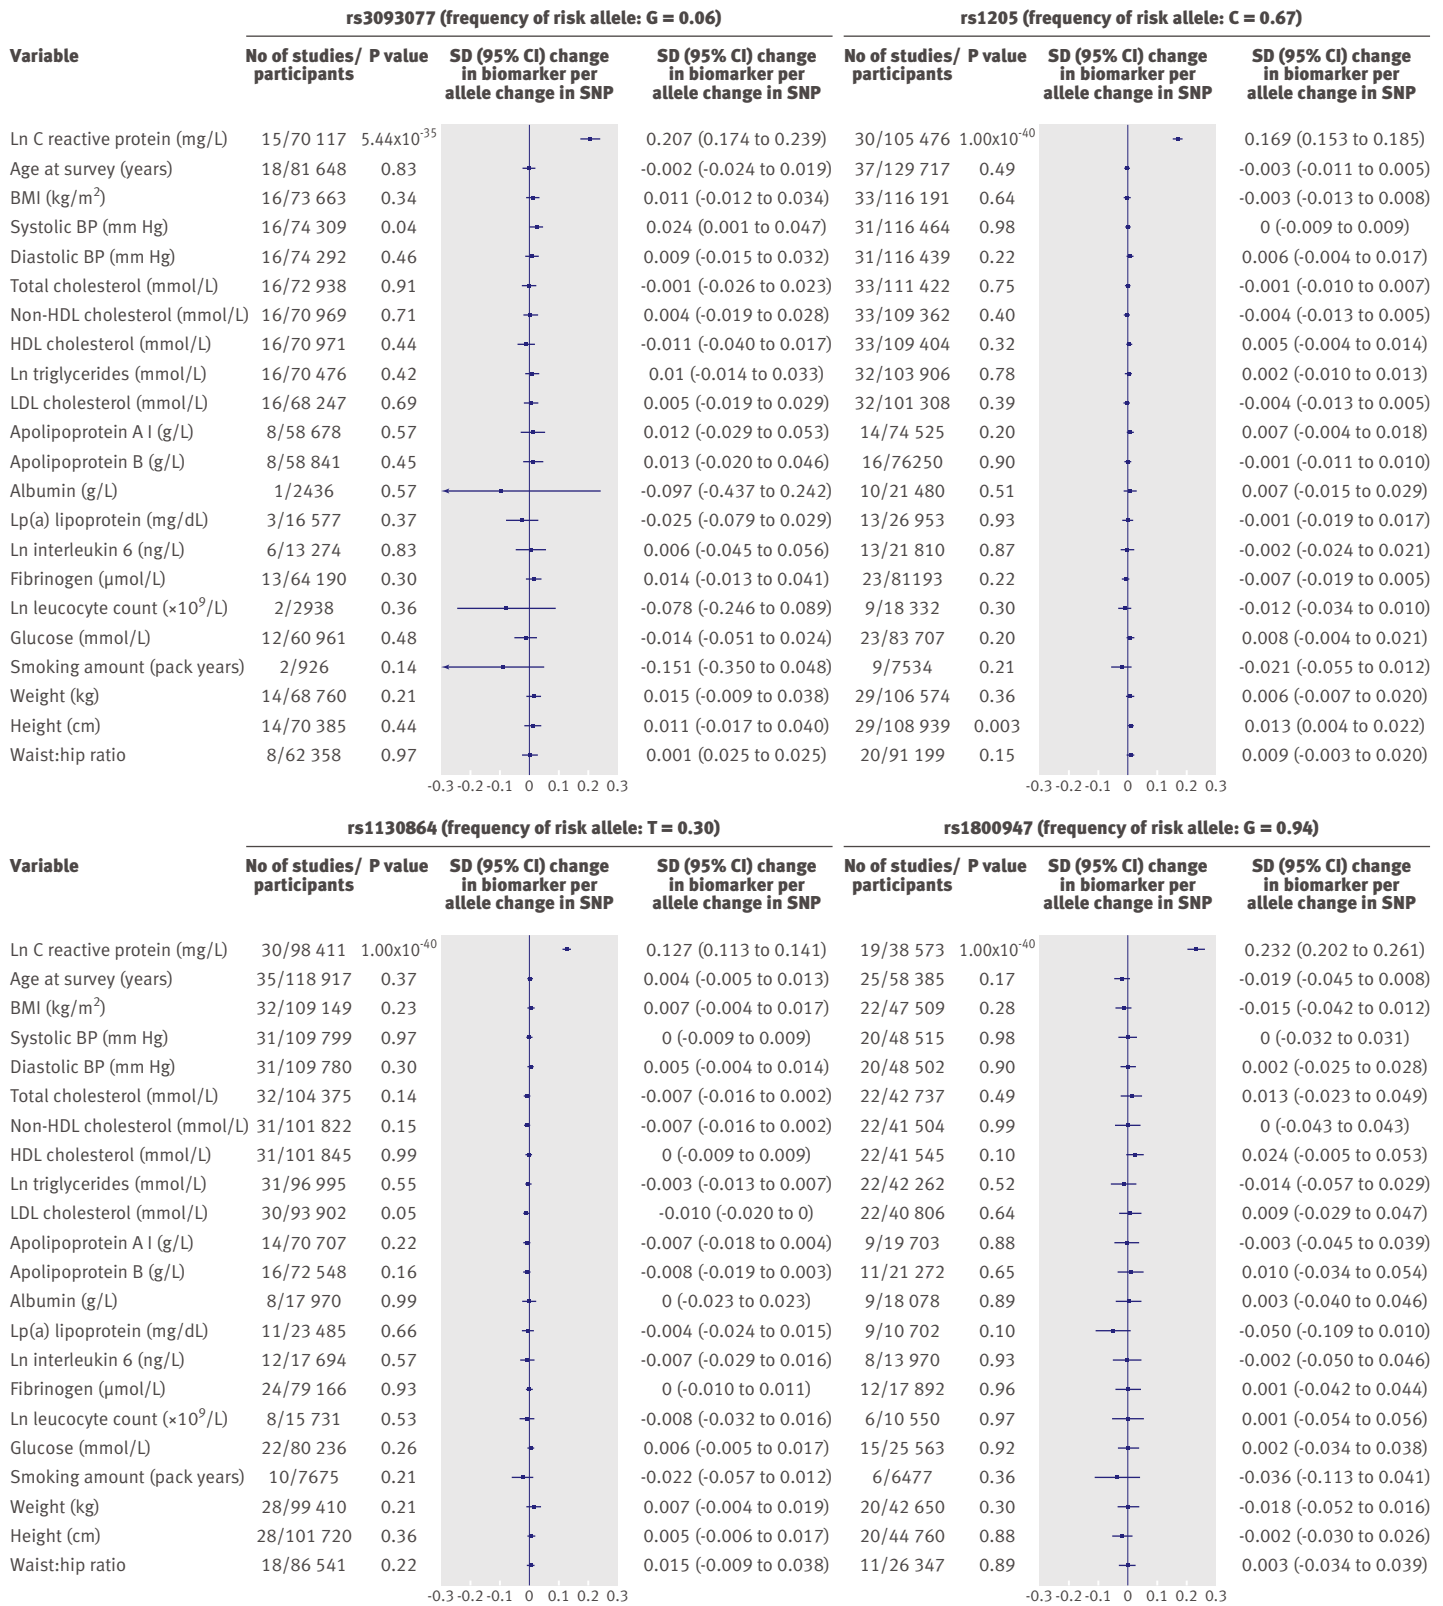 rs3093077 (frequency of risk allele: G = 0.06) rs1205 (frequency of risk allele: C = 0.67)
Variable No of studies/ P value SD (95% CI) change SD (95% CI) change No of studies/ P value SD (95% CI) change SD (95% CI) change
participants in biomarker per in biomarker per participants in biomarker per in biomarker per
allele change in SNP allele change in SNP allele change in SNP allele change in SNP
Ln C reactive protein (mg/L) 15/70 117 5.44x10⁻³⁵ 0.207 (0.174 to 0.239) 30/105 476 1.00x10⁻⁴⁰ 0.169 (0.153 to 0.185)
Age at survey (years) 18/81 648 0.83 -0.002 (-0.024 to 0.019) 37/129 717 0.49 -0.003 (-0.011 to 0.005)
BMI (kg/m²) 16/73 663 0.34 0.011 (-0.012 to 0.034) 33/116 191 0.64 -0.003 (-0.013 to 0.008)
Systolic BP (mm Hg) 16/74 309 0.04 0.024 (0.001 to 0.047) 31/116 464 0.98 0 (-0.009 to 0.009)
Diastolic BP (mm Hg) 16/74 292 0.46 0.009 (-0.015 to 0.032) 31/116 439 0.22 0.006 (-0.004 to 0.017)
Total cholesterol (mmol/L) 16/72 938 0.91 -0.001 (-0.026 to 0.023) 33/111 422 0.75 -0.001 (-0.010 to 0.007)
Non-HDL cholesterol (mmol/L) 16/70 969 0.71 0.004 (-0.019 to 0.028) 33/109 362 0.40 -0.004 (-0.013 to 0.005)
HDL cholesterol (mmol/L) 16/70 971 0.44 -0.011 (-0.040 to 0.017) 33/109 404 0.32 0.005 (-0.004 to 0.014)
Ln triglycerides (mmol/L) 16/70 476 0.42 0.01 (-0.014 to 0.033) 32/103 906 0.78 0.002 (-0.010 to 0.013)
LDL cholesterol (mmol/L) 16/68 247 0.69 0.005 (-0.019 to 0.029) 32/101 308 0.39 -0.004 (-0.013 to 0.005)
Apolipoprotein A I (g/L) 8/58 678 0.57 0.012 (-0.029 to 0.053) 14/74 525 0.20 0.007 (-0.004 to 0.018)
Apolipoprotein B (g/L) 8/58 841 0.45 0.013 (-0.020 to 0.046) 16/76250 0.90 -0.001 (-0.011 to 0.010)
Albumin (g/L) 1/2436 0.57 -0.097 (-0.437 to 0.242) 10/21 480 0.51 0.007 (-0.015 to 0.029)
Lp(a) lipoprotein (mg/dL) 3/16 577 0.37 -0.025 (-0.079 to 0.029) 13/26 953 0.93 -0.001 (-0.019 to 0.017)
Ln interleukin 6 (ng/L) 6/13 274 0.83 0.006 (-0.045 to 0.056) 13/21 810 0.87 -0.002 (-0.024 to 0.021)
Fibrinogen (µmol/L) 13/64 190 0.30 0.014 (-0.013 to 0.041) 23/81193 0.22 -0.007 (-0.019 to 0.005)
Ln leucocyte count (×10⁹/L) 2/2938 0.36 -0.078 (-0.246 to 0.089) 9/18 332 0.30 -0.012 (-0.034 to 0.010)
Glucose (mmol/L) 12/60 961 0.48 -0.014 (-0.051 to 0.024) 23/83 707 0.20 0.008 (-0.004 to 0.021)
Smoking amount (pack years) 2/926 0.14 -0.151 (-0.350 to 0.048) 9/7534 0.21 -0.021 (-0.055 to 0.012)
Weight (kg) 14/68 760 0.21 0.015 (-0.009 to 0.038) 29/106 574 0.36 0.006 (-0.007 to 0.020)
Height (cm) 14/70 385 0.44 0.011 (-0.017 to 0.040) 29/108 939 0.003 0.013 (0.004 to 0.022)
Waist:hip ratio 8/62 358 0.97 0.001 (0.025 to 0.025) 20/91 199 0.15 0.009 (-0.003 to 0.020)
-0.3 -0.2 -0.1 0 0.1 0.2 0.3 -0.3 -0.2 -0.1 0 0.1 0.2 0.3
rs1130864 (frequency of risk allele: T = 0.30) rs1800947 (frequency of risk allele: G = 0.94)
Variable No of studies/ P value SD (95% CI) change SD (95% CI) change No of studies/ P value SD (95% CI) change SD (95% CI) change
participants in biomarker per in biomarker per participants in biomarker per in biomarker per
allele change in SNP allele change in SNP allele change in SNP allele change in SNP
Ln C reactive protein (mg/L) 30/98 411 1.00x10⁻⁴⁰ 0.127 (0.113 to 0.141) 19/38 573 1.00x10⁻⁴⁰ 0.232 (0.202 to 0.261)
Age at survey (years) 35/118 917 0.37 0.004 (-0.005 to 0.013) 25/58 385 0.17 -0.019 (-0.045 to 0.008)
BMI (kg/m²) 32/109 149 0.23 0.007 (-0.004 to 0.017) 22/47 509 0.28 -0.015 (-0.042 to 0.012)
Systolic BP (mm Hg) 31/109 799 0.97 0 (-0.009 to 0.009) 20/48 515 0.98 0 (-0.032 to 0.031)
Diastolic BP (mm Hg) 31/109 780 0.30 0.005 (-0.004 to 0.014) 20/48 502 0.90 0.002 (-0.025 to 0.028)
Total cholesterol (mmol/L) 32/104 375 0.14 -0.007 (-0.016 to 0.002) 22/42 737 0.49 0.013 (-0.023 to 0.049)
Non-HDL cholesterol (mmol/L) 31/101 822 0.15 -0.007 (-0.016 to 0.002) 22/41 504 0.99 0 (-0.043 to 0.043)
HDL cholesterol (mmol/L) 31/101 845 0.99 0 (-0.009 to 0.009) 22/41 545 0.10 0.024 (-0.005 to 0.053)
Ln triglycerides (mmol/L) 31/96 995 0.55 -0.003 (-0.013 to 0.007) 22/42 262 0.52 -0.014 (-0.057 to 0.029)
LDL cholesterol (mmol/L) 30/93 902 0.05 -0.010 (-0.020 to 0) 22/40 806 0.64 0.009 (-0.029 to 0.047)
Apolipoprotein A I (g/L) 14/70 707 0.22 -0.007 (-0.018 to 0.004) 9/19 703 0.88 -0.003 (-0.045 to 0.039)
Apolipoprotein B (g/L) 16/72 548 0.16 -0.008 (-0.019 to 0.003) 11/21 272 0.65 0.010 (-0.034 to 0.054)
Albumin (g/L) 8/17 970 0.99 0 (-0.023 to 0.023) 9/18 078 0.89 0.003 (-0.040 to 0.046)
Lp(a) lipoprotein (mg/dL) 11/23 485 0.66 -0.004 (-0.024 to 0.015) 9/10 702 0.10 -0.050 (-0.109 to 0.010)
Ln interleukin 6 (ng/L) 12/17 694 0.57 -0.007 (-0.029 to 0.016) 8/13 970 0.93 -0.002 (-0.050 to 0.046)
Fibrinogen (µmol/L) 24/79 166 0.93 0 (-0.010 to 0.011) 12/17 892 0.96 0.001 (-0.042 to 0.044)
Ln leucocyte count (×10⁹/L) 8/15 731 0.53 -0.008 (-0.032 to 0.016) 6/10 550 0.97 0.001 (-0.054 to 0.056)
Glucose (mmol/L) 22/80 236 0.26 0.006 (-0.005 to 0.017) 15/25 563 0.92 0.002 (-0.034 to 0.038)
Smoking amount (pack years) 10/7675 0.21 -0.022 (-0.057 to 0.012) 6/6477 0.36 -0.036 (-0.113 to 0.041)
Weight (kg) 28/99 410 0.21 0.007 (-0.004 to 0.019) 20/42 650 0.30 -0.018 (-0.052 to 0.016)
Height (cm) 28/101 720 0.36 0.005 (-0.006 to 0.017) 20/44 760 0.88 -0.002 (-0.030 to 0.026)
Waist:hip ratio 18/86 541 0.22 0.015 (-0.009 to 0.038) 11/26 347 0.89 0.003 (-0.034 to 0.039)
-0.3 -0.2 -0.1 0 0.1 0.2 0.3 -0.3 -0.2 -0.1 0 0.1 0.2 0.3